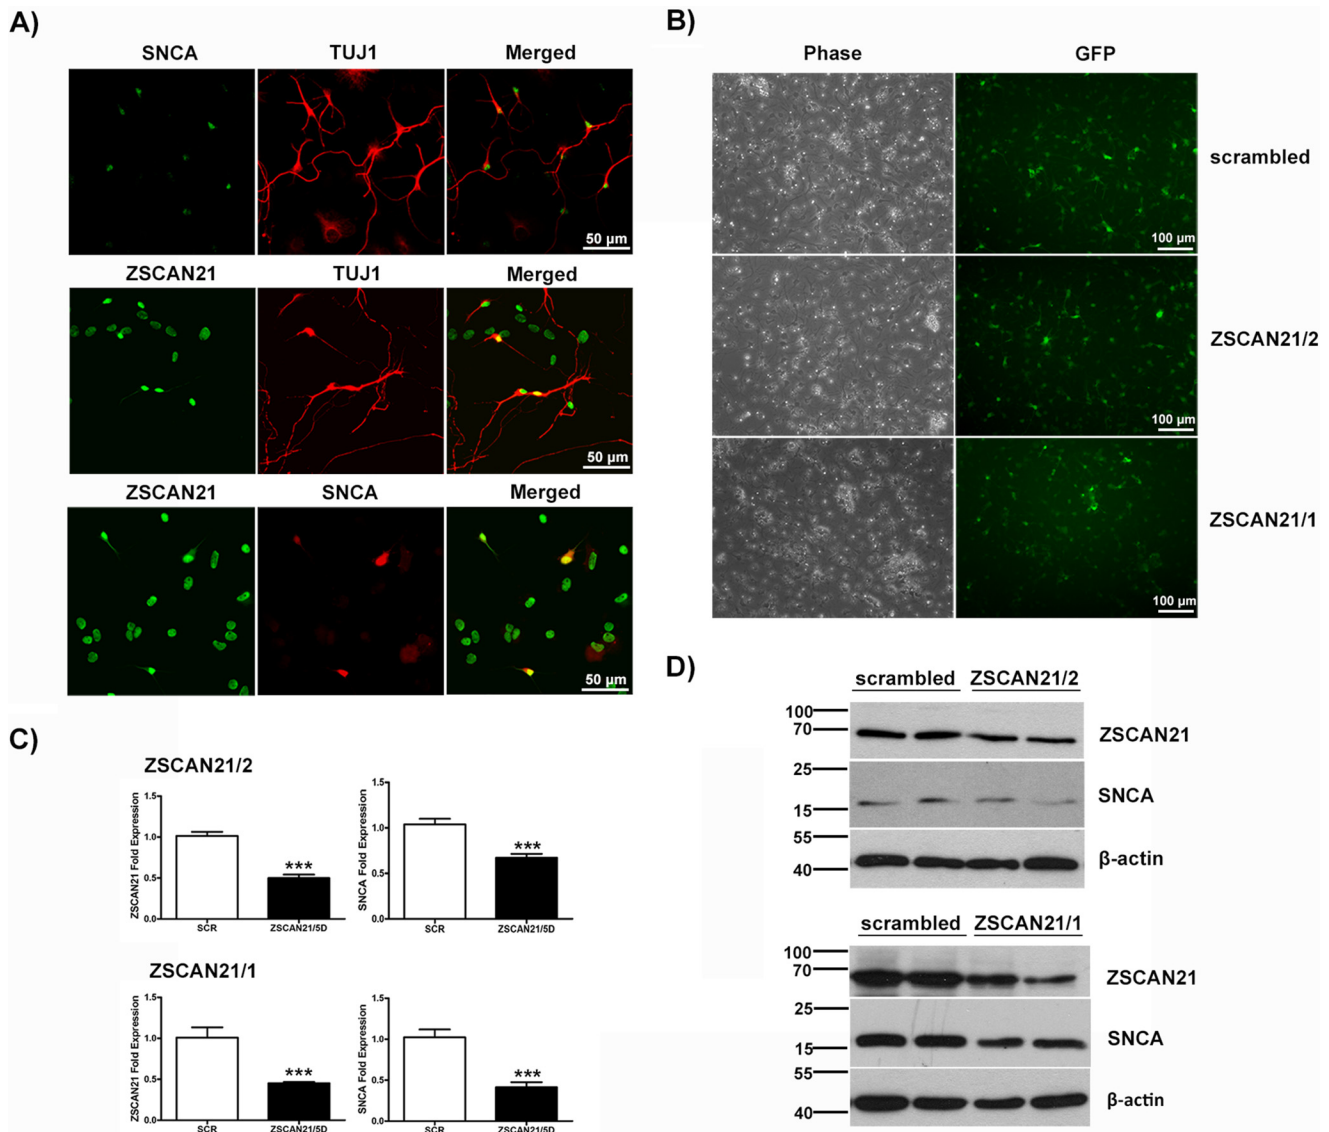 A)
SNCA TUJ1 Merged
50 µm
ZSCAN21 TUJ1 Merged
50 µm
ZSCAN21 SNCA Merged
50 µm
B)
Phase GFP
scrambled
100 µm
ZSCAN21/2
100 µm
ZSCAN21/1
100 µm
C)
ZSCAN21/2
ZSCAN21 Fold Expression
1.5
1.0
0.5
0.0
***
SCR ZSCAN21/5D
SNCA Fold Expression
1.5
1.0
0.5
0.0
***
SCR ZSCAN21/5D
ZSCAN21/1
ZSCAN21 Fold Expression
1.5
1.0
0.5
0.0
***
SCR ZSCAN21/5D
SNCA Fold Expression
1.5
1.0
0.5
0.0
***
SCR ZSCAN21/5D
D)
scrambled ZSCAN21/2
100
70
ZSCAN21
25
SNCA
15
55
β-actin
40
scrambled ZSCAN21/1
100
70
ZSCAN21
25
SNCA
15
55
β-actin
40